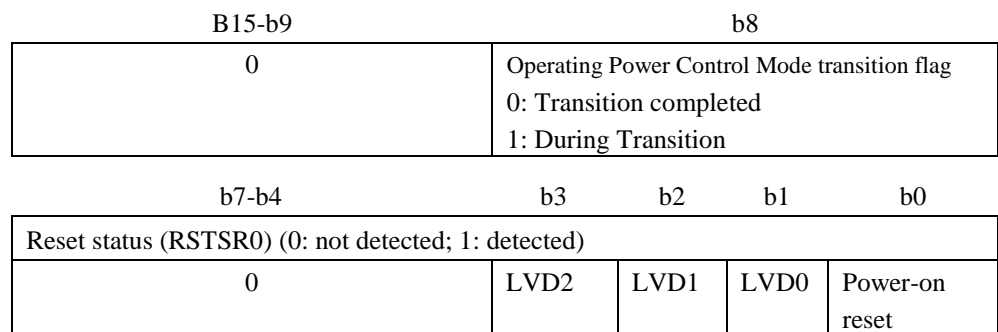 B15-b9 b8
0 Operating Power Control Mode transition flag
0: Transition completed
1: During Transition
b7-b4 b3 b2 b1 b0
Reset status (RSTSR0) (0: not detected; 1: detected)
0 LVD2 LVD1 LVD0 Power-on
reset